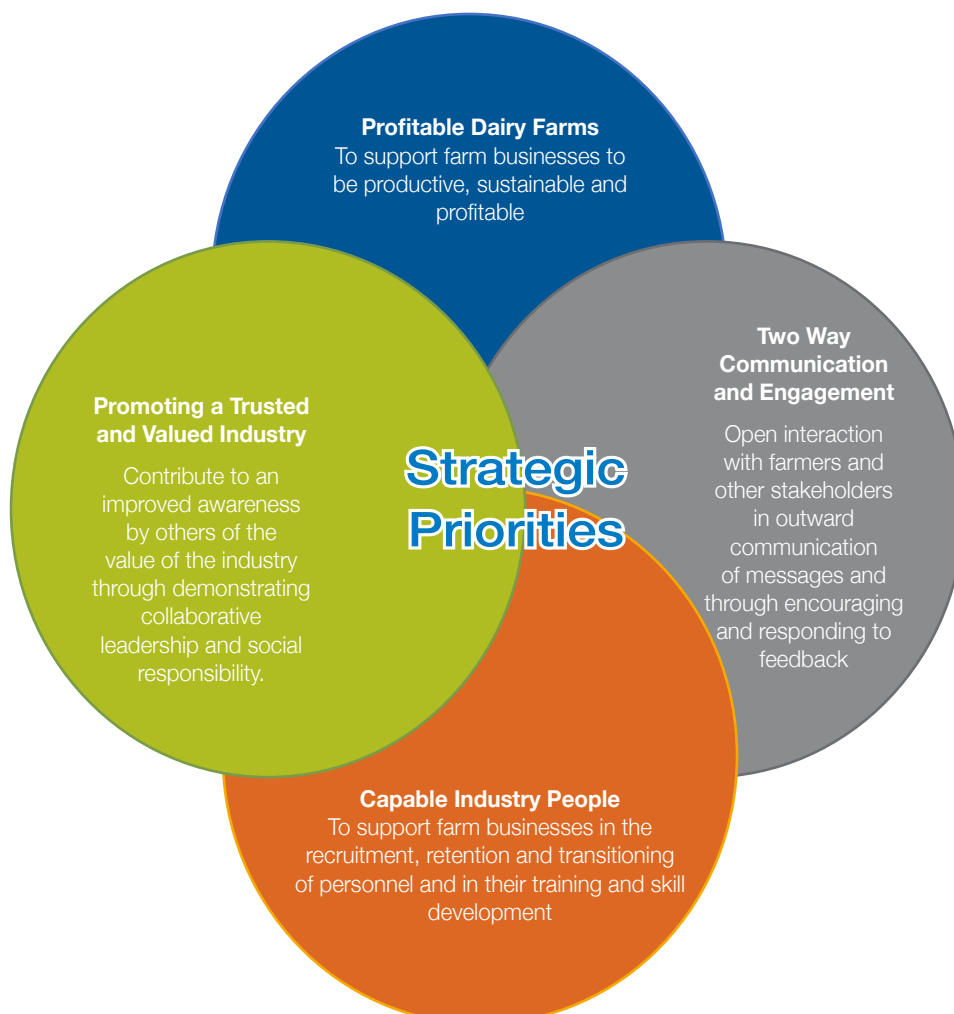 Profitable Dairy Farms
To support farm businesses to
be productive, sustainable and
profitable
Two Way
Communication
and Engagement
Open interaction
with farmers and
other stakeholders
in outward
communication
of messages and
through encouraging
and responding to
feedback
Promoting a Trusted
and Valued Industry
Contribute to an
improved awareness
by others of the
value of the industry
through demonstrating
collaborative
leadership and social
responsibility.
Strategic
Priorities
Capable Industry People
To support farm businesses in the
recruitment, retention and transitioning
of personnel and in their training and skill
development